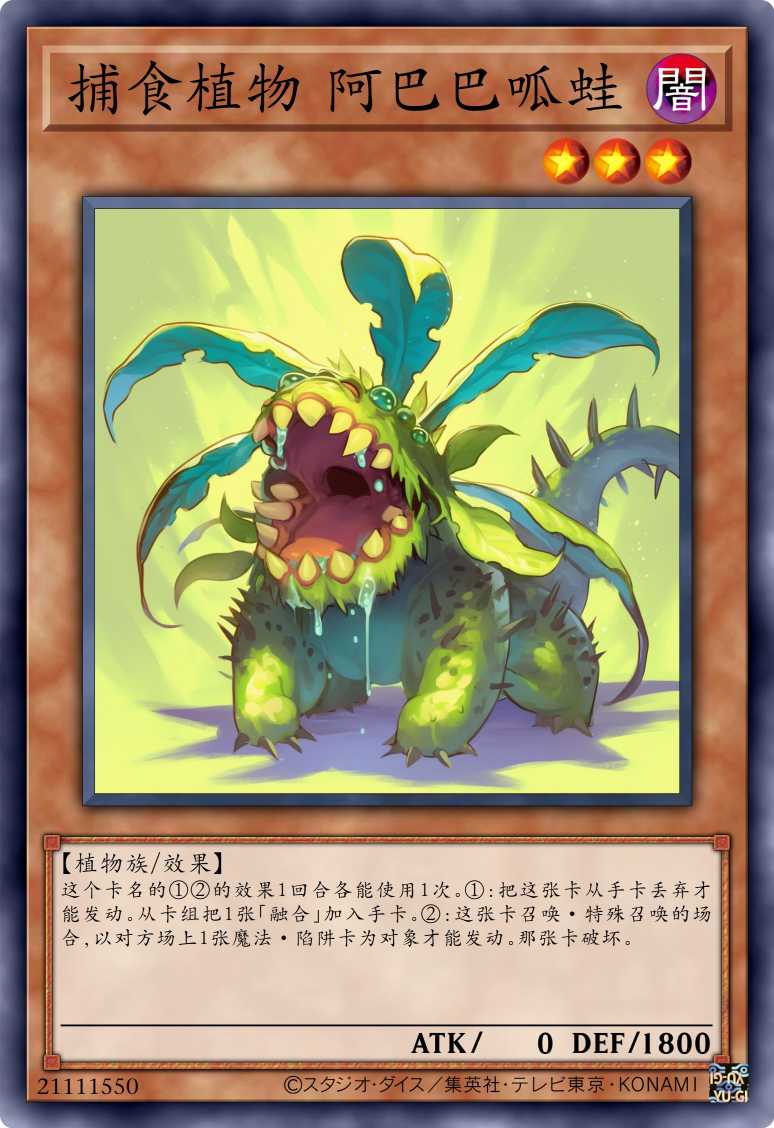 捕食植物 阿巴巴呱蛙
闇
【植物族/效果】
这个卡名的①②的效果1回合各能使用1次。①:把这张卡从手卡丢弃才
能发动。从卡组把1张「融合」加入手卡。②:这张卡召唤·特殊召唤的场
合,以对方场上1张魔法·陷阱卡为对象才能发动。那张卡破坏。
ATK/ 0 DEF/1800
21111550 ©スタジオ·ダイス／集英社·テレビ東京·KONAMI